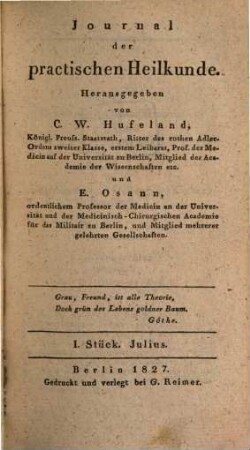 Journal
der
practischen Heilkunde.
Herausgegeben
von
C. W. Hufeland,
Königl. Preuss. Staatsrath, Ritter des rothen Adler-
Ordens zweiter Klasse, erstem Leibarzt, Prof. der Me-
dicin auf der Universität zu Berlin, Mitglied der Aca-
demie der Wissenschaften etc.
und
E. Osann,
ordentlichem Professor der Medicin an der Univer-
sität und der Medicinisch-Chirurgischen Academie
für das Militair zu Berlin, und Mitglied mehrerer
gelehrten Gesellschaften.
Grau, Freund, ist alle Theorie,
Doch grün des Lebens goldner Baum.
Göthe.
I. Stück. Julius.
Berlin 1827.
Gedruckt und verlegt bei G. Reimer.